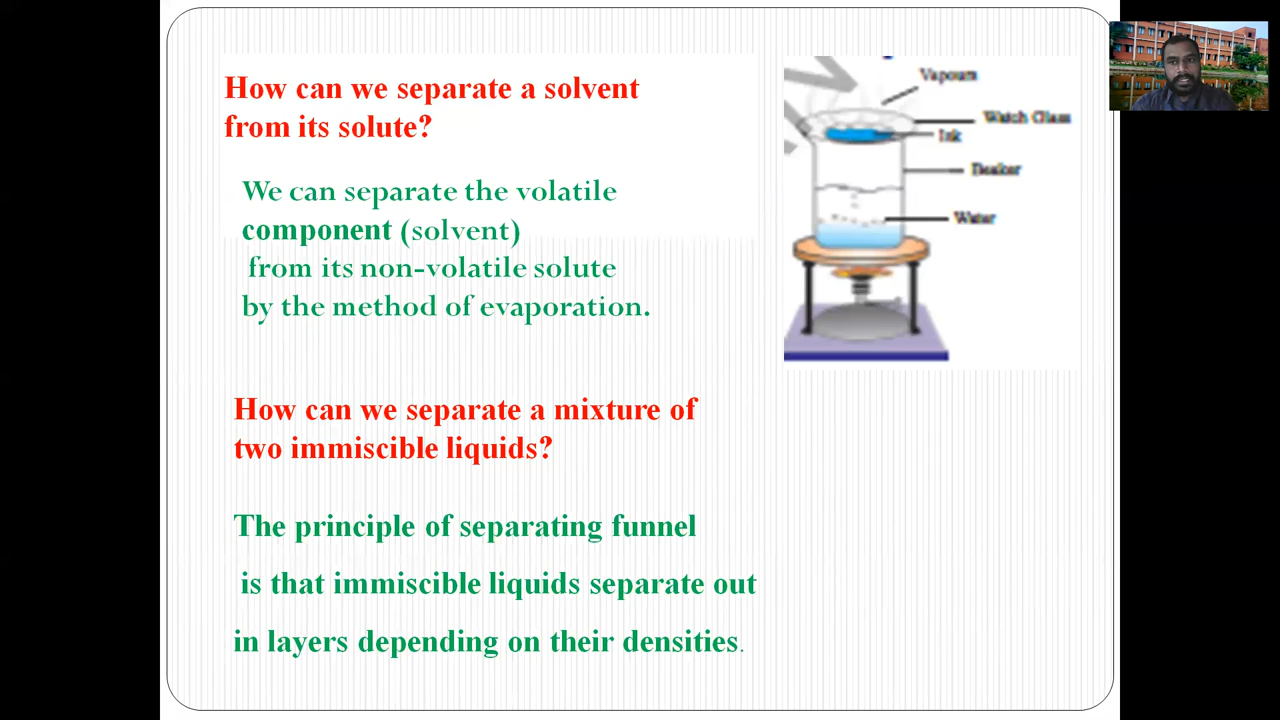 How can we separate a solvent
from its solute?
We can separate the volatile
component (solvent)
from its non-volatile solute
by the method of evaporation.
Vapours
Watch Glass
Ink
Beaker
Water
How can we separate a mixture of
two immiscible liquids?
The principle of separating funnel
is that immiscible liquids separate out
in layers depending on their densities.